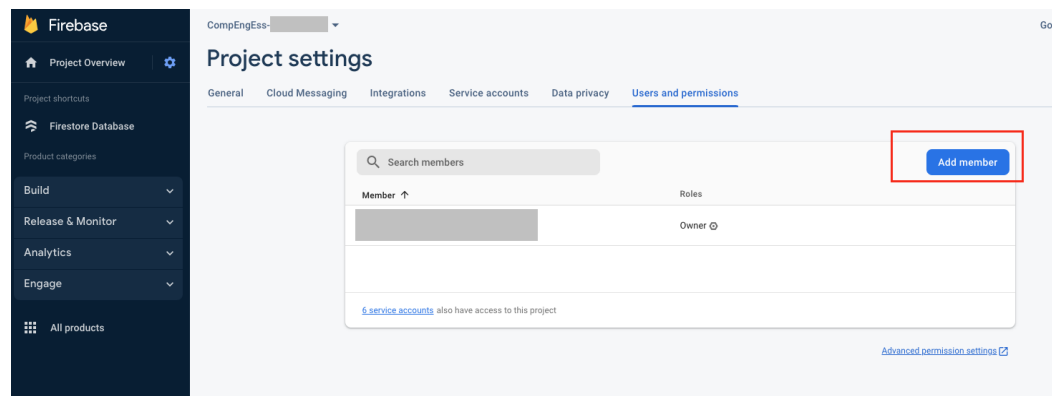 Firebase
Project Overview
Project shortcuts
Firestore Database
Product categories
Build
Release & Monitor
Analytics
Engage
All products
CompEngEss-
Go
Project settings
General Cloud Messaging Integrations Service accounts Data privacy Users and permissions
Search members
Add member
Member Roles
Owner
6 service accounts also have access to this project
Advanced permission settings